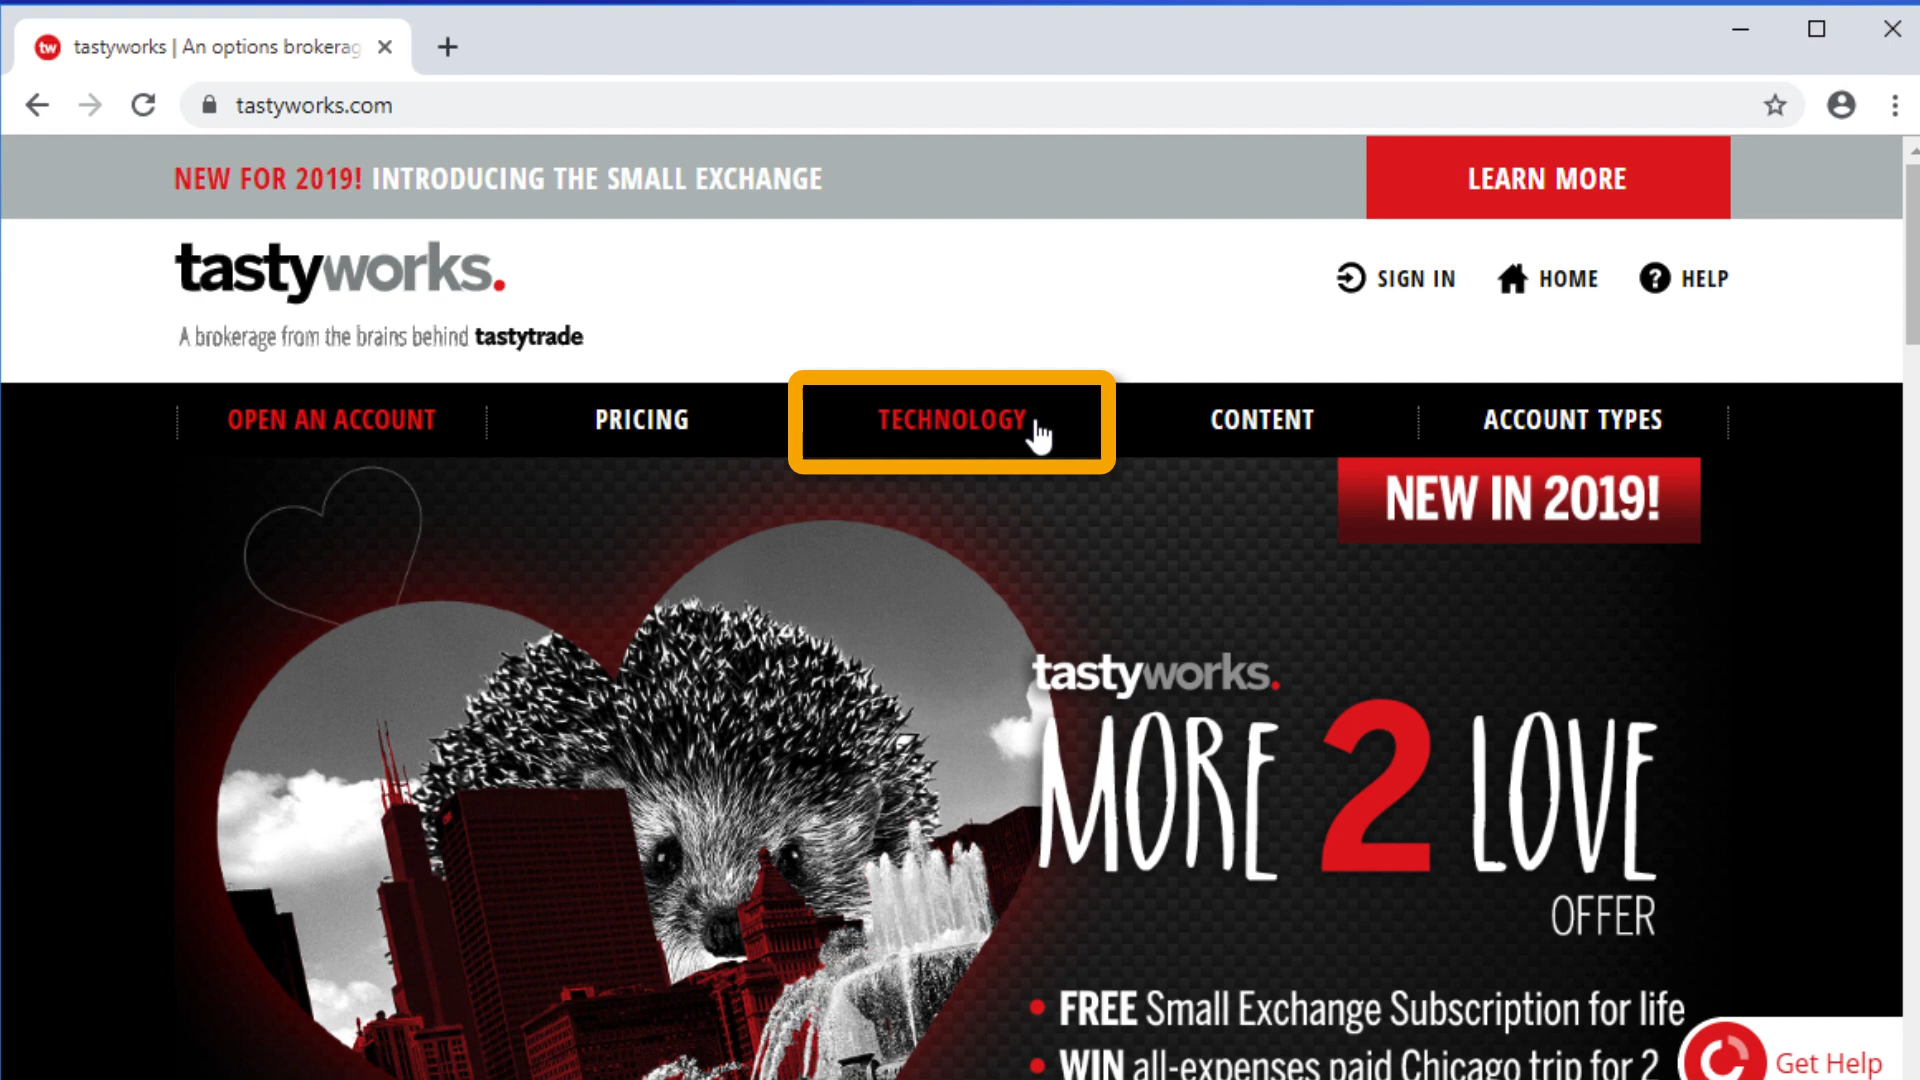 tw tastyworks | An options brokerag
tastyworks.com
NEW FOR 2019! INTRODUCING THE SMALL EXCHANGE
LEARN MORE
tastyworks.
SIGN IN
HOME
? HELP
A brokerage from the brains behind tastytrade
OPEN AN ACCOUNT
PRICING
TECHNOLOGY
CONTENT
ACCOUNT TYPES
NEW IN 2019!
tastyworks.
MORE 2 LOVE
OFFER
• FREE Small Exchange Subscription for life
• WIN all-expenses paid Chicago trip for 2
Get Help